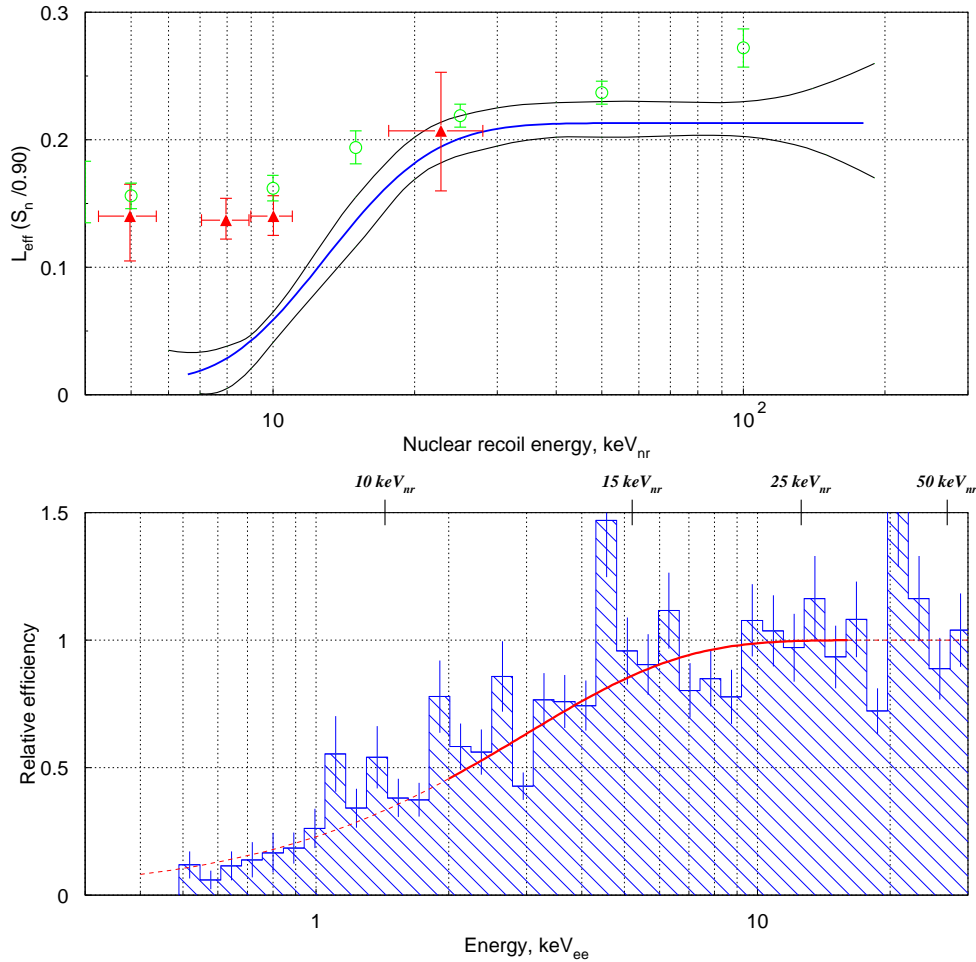 0.3
0.2
0.1
0
L_eff (S_n /0.90)
10
10^2
Nuclear recoil energy, keV_nr
10 keV_nr
15 keV_nr
25 keV_nr
50 keV_nr
1.5
1
0.5
0
Relative efficiency
1
10
Energy, keV_ee